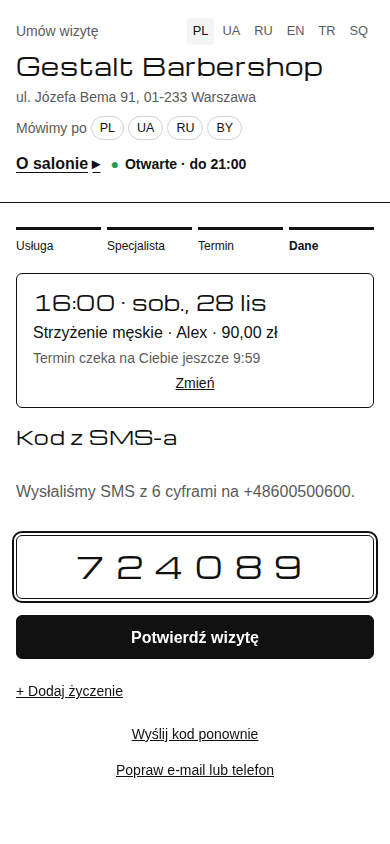 Umów wizytę PL UA RU EN TR SQ
Gestalt Barbershop
ul. Józefa Bema 91, 01-233 Warszawa
Mówimy po PL UA RU BY
O salonie ▸ ● Otwarte · do 21:00
Usługa Specjalista Termin Dane
16:00 · sob., 28 lis
Strzyżenie męskie · Alex · 90,00 zł
Termin czeka na Ciebie jeszcze 9:59
Zmień
Kod z SMS-a
Wysłaliśmy SMS z 6 cyframi na +48600500600.
724089
Potwierdź wizytę
+ Dodaj życzenie
Wyślij kod ponownie
Popraw e-mail lub telefon